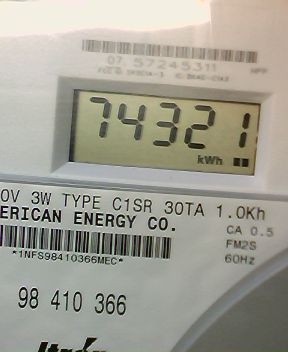 07 57245311
74321
kWh
0V 3W TYPE C1SR 30TA 1.0Kh
ERICAN ENERGY CO.
CA 0.5
FM2S
60Hz
*1NFS98410366MEC*
98 410 366
Itron